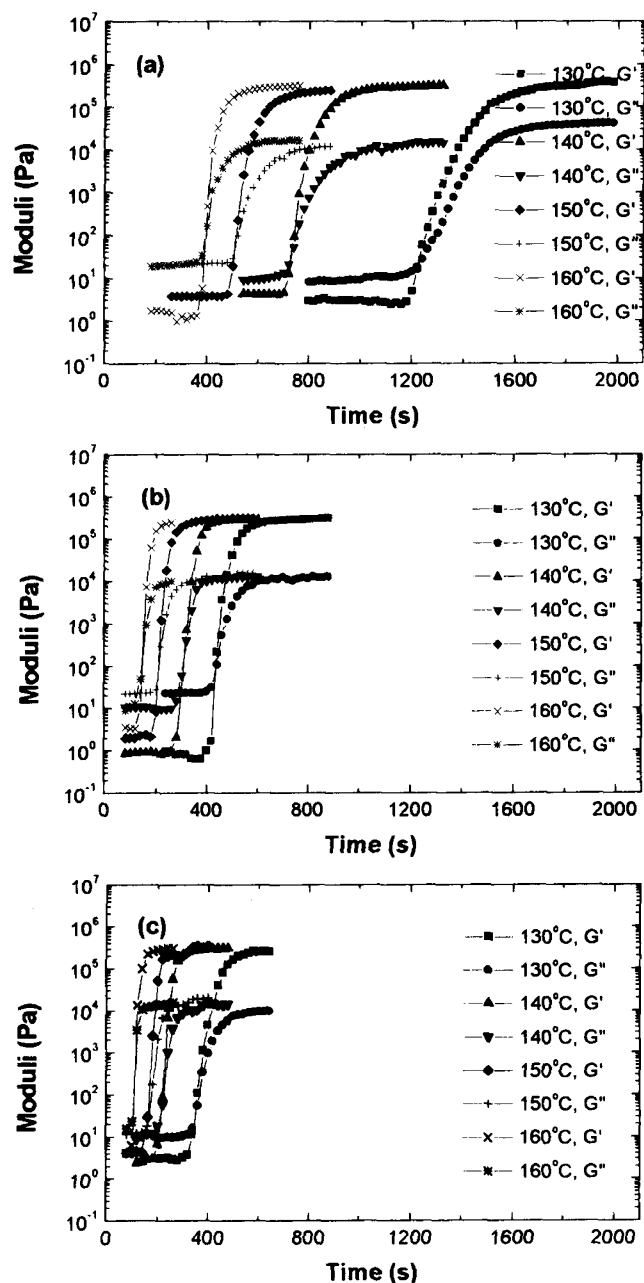 (a)
10⁷
10⁶
10⁵
10⁴
10³
10²
10¹
10⁰
10⁻¹
Moduli (Pa)
130°C, G'
130°C, G"
140°C, G'
140°C, G"
150°C, G'
150°C, G"
160°C, G'
160°C, G"
0 400 800 1200 1600 2000
Time (s)
(b)
10⁷
10⁶
10⁵
10⁴
10³
10²
10¹
10⁰
10⁻¹
Moduli (Pa)
130°C, G'
130°C, G"
140°C, G'
140°C, G"
150°C, G'
150°C, G"
160°C, G'
160°C, G"
0 400 800 1200 1600 2000
Time (s)
(c)
10⁷
10⁶
10⁵
10⁴
10³
10²
10¹
10⁰
10⁻¹
Moduli (Pa)
130°C, G'
130°C, G"
140°C, G'
140°C, G"
150°C, G'
150°C, G"
160°C, G'
160°C, G"
0 400 800 1200 1600 2000
Time (s)